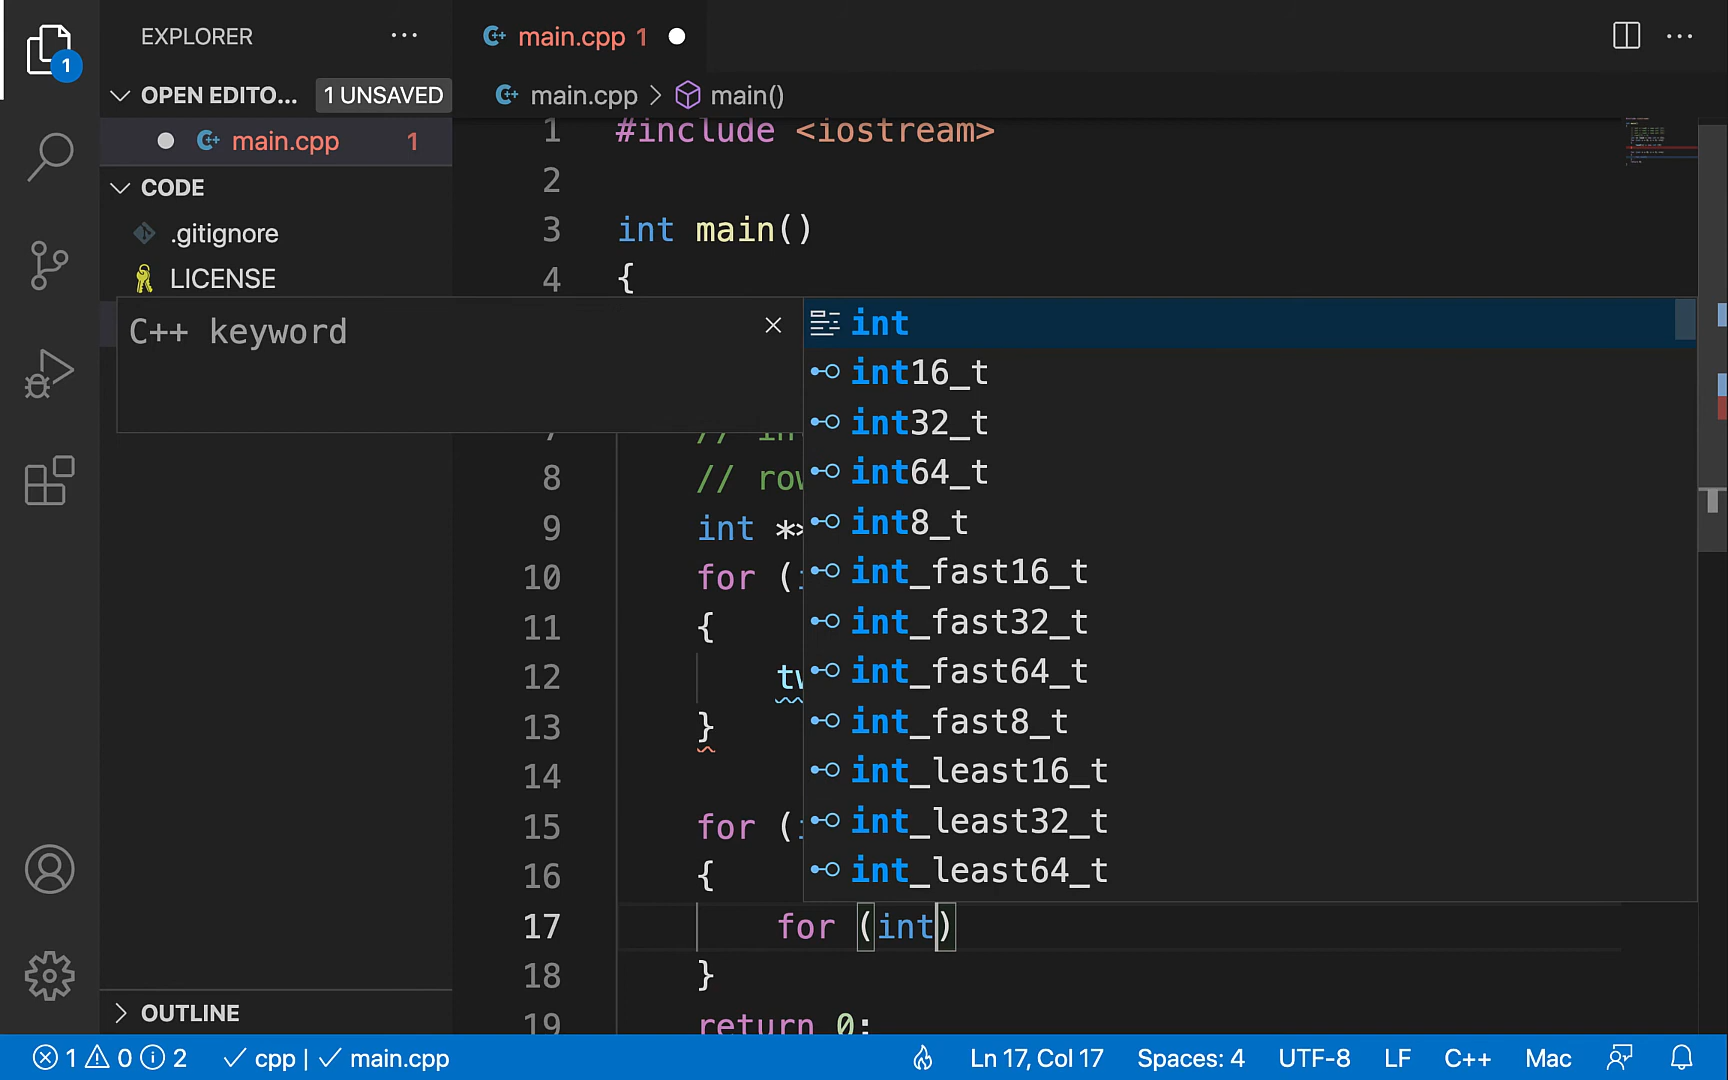 EXPLORER ...
main.cpp 1
1
OPEN EDITO... 1 UNSAVED
main.cpp > main()
main.cpp 1
CODE
.gitignore
LICENSE
1 #include <iostream>
2
3 int main()
4 {
C++ keyword
int
int16_t
int32_t
int64_t
int8_t
int_fast16_t
int_fast32_t
int_fast64_t
int_fast8_t
int_least16_t
int_least32_t
int_least64_t
7 // in
8 // row
9 int **
10 for (i
11 {
12 tw
13 }
14
15 for (i
16 {
17 for (int)
18 }
19 return 0;
OUTLINE
1 0 2 cpp | main.cpp Ln 17, Col 17 Spaces: 4 UTF-8 LF C++ Mac